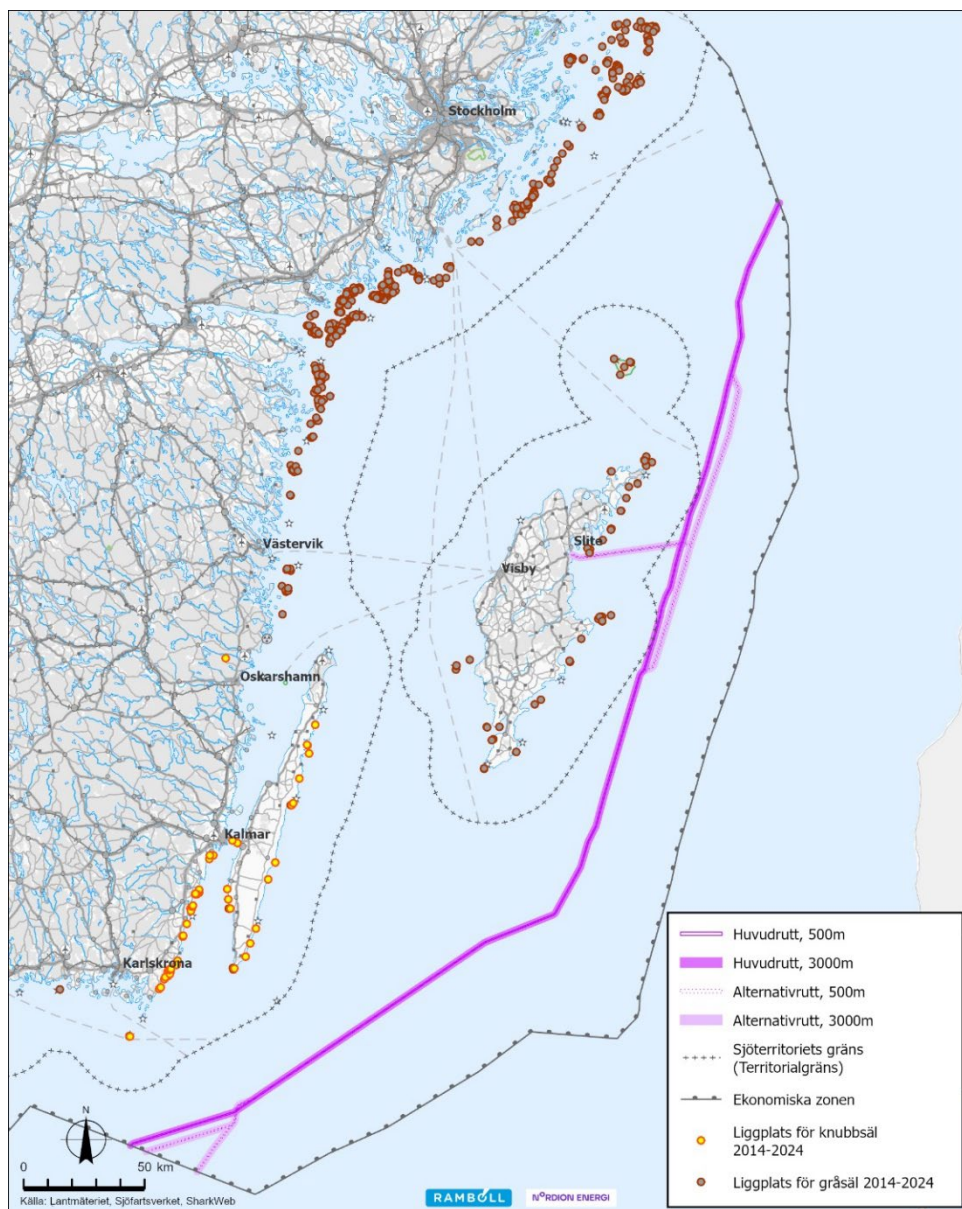 Stockholm
Västervik
Slite
Visby
Oskarshamn
Kalmar
Karlskrona
Huvudrutt, 500m
Huvudrutt, 3000m
Alternativrutt, 500m
Alternativrutt, 3000m
Sjöterritoriets gräns
(Territorialgräns)
Ekonomiska zonen
Liggplats för knubbsäl
2014-2024
Liggplats för gråsäl 2014-2024
N
0 50 km
Källa: Lantmäteriet, Sjöfartsverket, SharkWeb
RAMBOLL
NORDION ENERGI